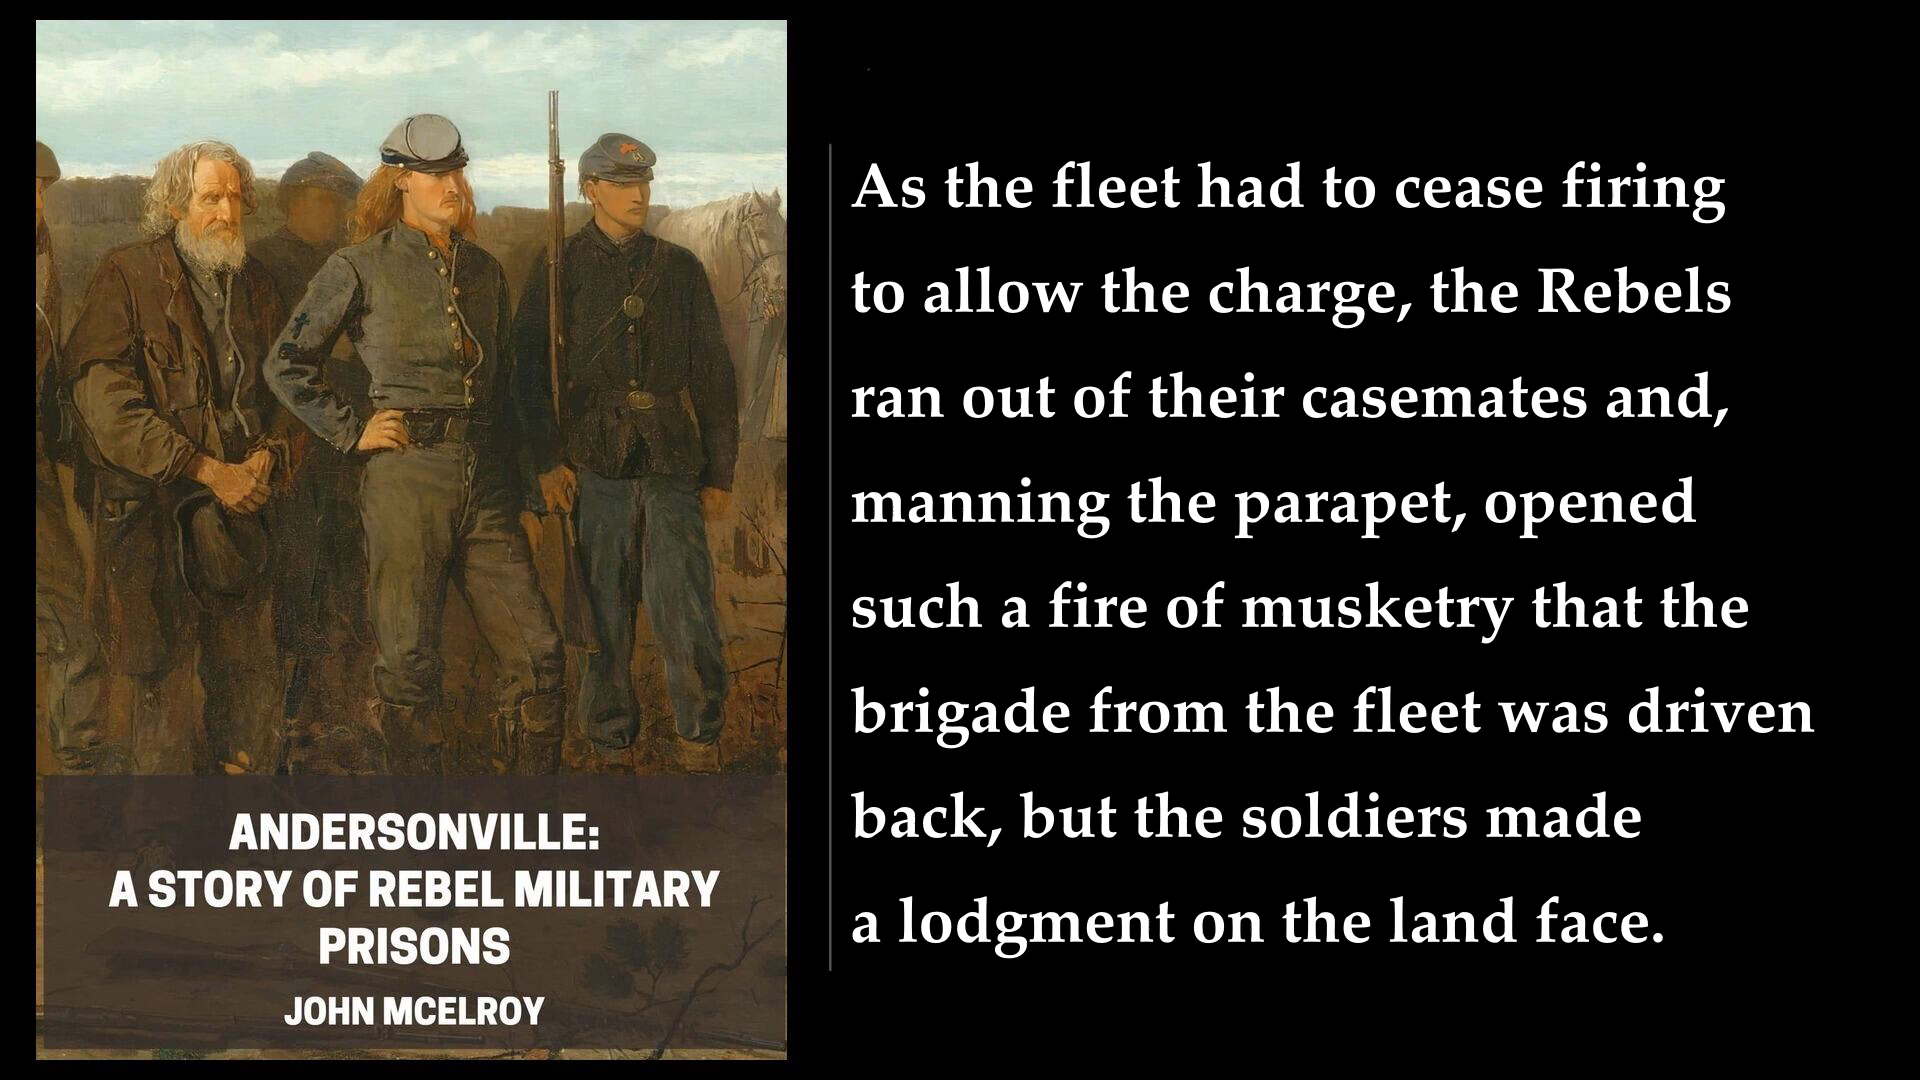 ANDERSONVILLE:
A STORY OF REBEL MILITARY
PRISONS
JOHN MCELROY
As the fleet had to cease firing
to allow the charge, the Rebels
ran out of their casemates and,
manning the parapet, opened
such a fire of musketry that the
brigade from the fleet was driven
back, but the soldiers made
a lodgment on the land face.